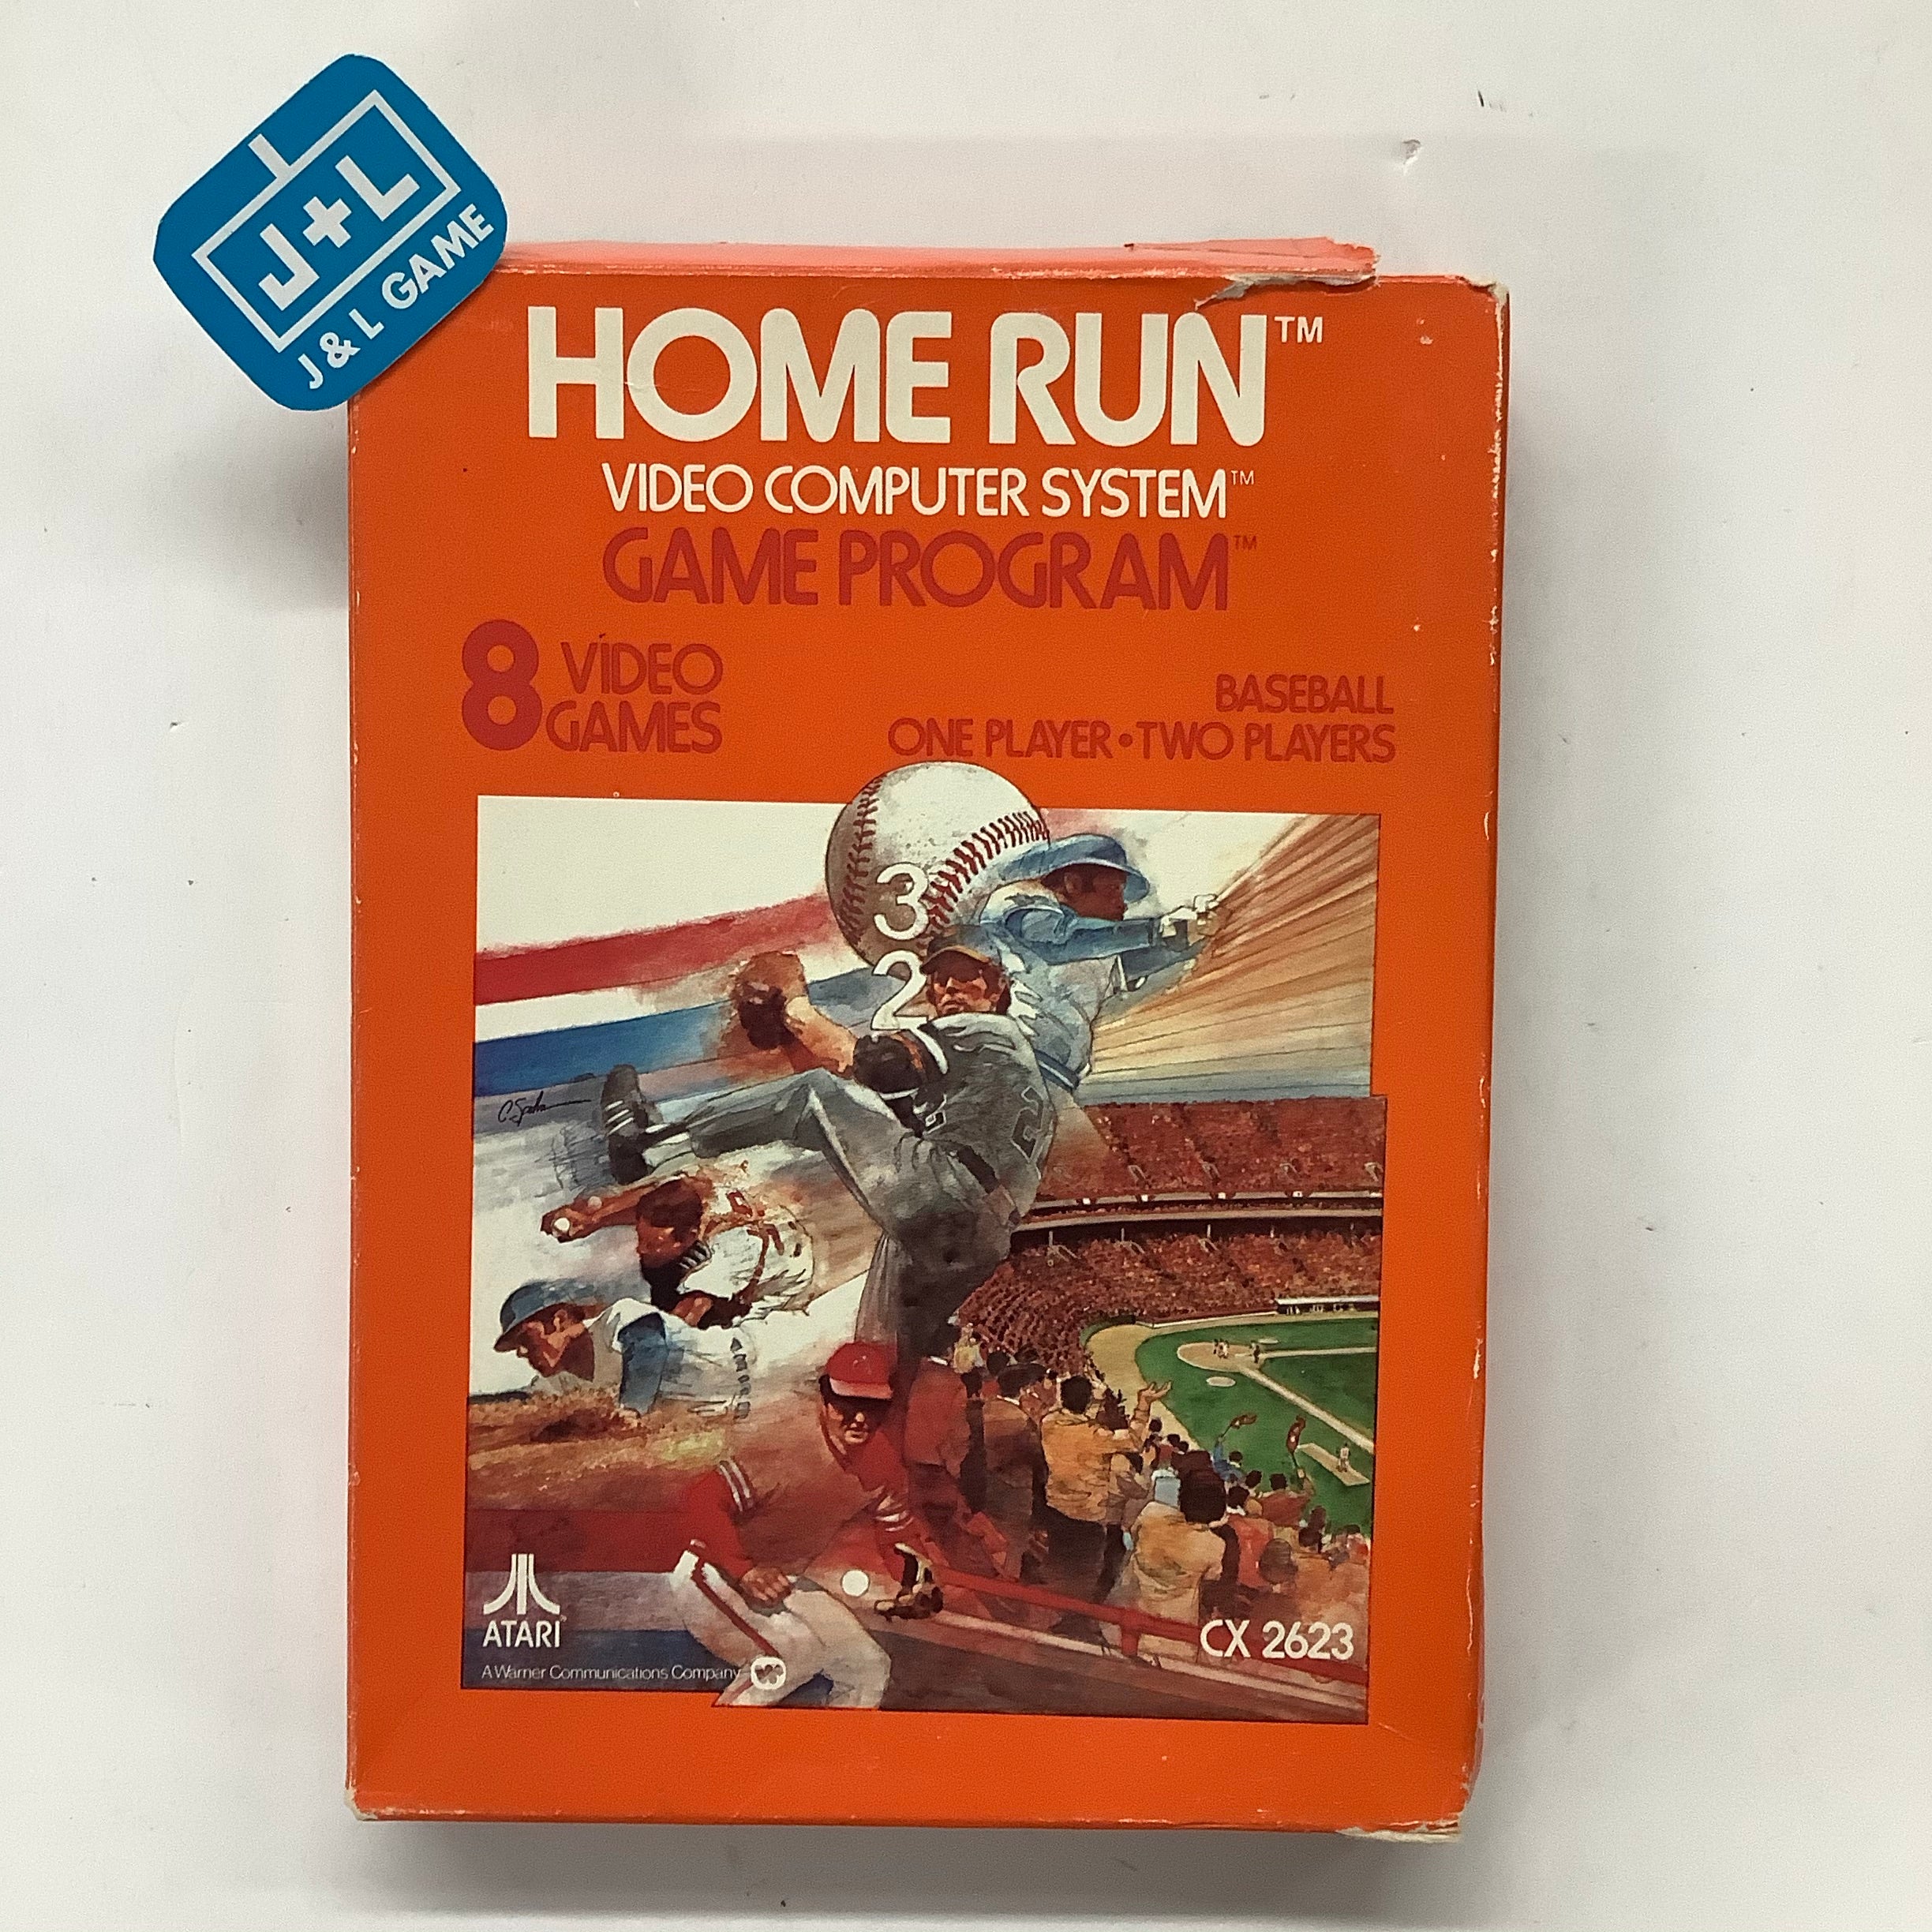 J+L
J & L GAME
HOME RUN™
VIDEO COMPUTER SYSTEM™
GAME PROGRAM™
8 VIDEO
GAMES
BASEBALL
ONE PLAYER • TWO PLAYERS
3
2
2
ATARI
A Warner Communications Company
CX 2623